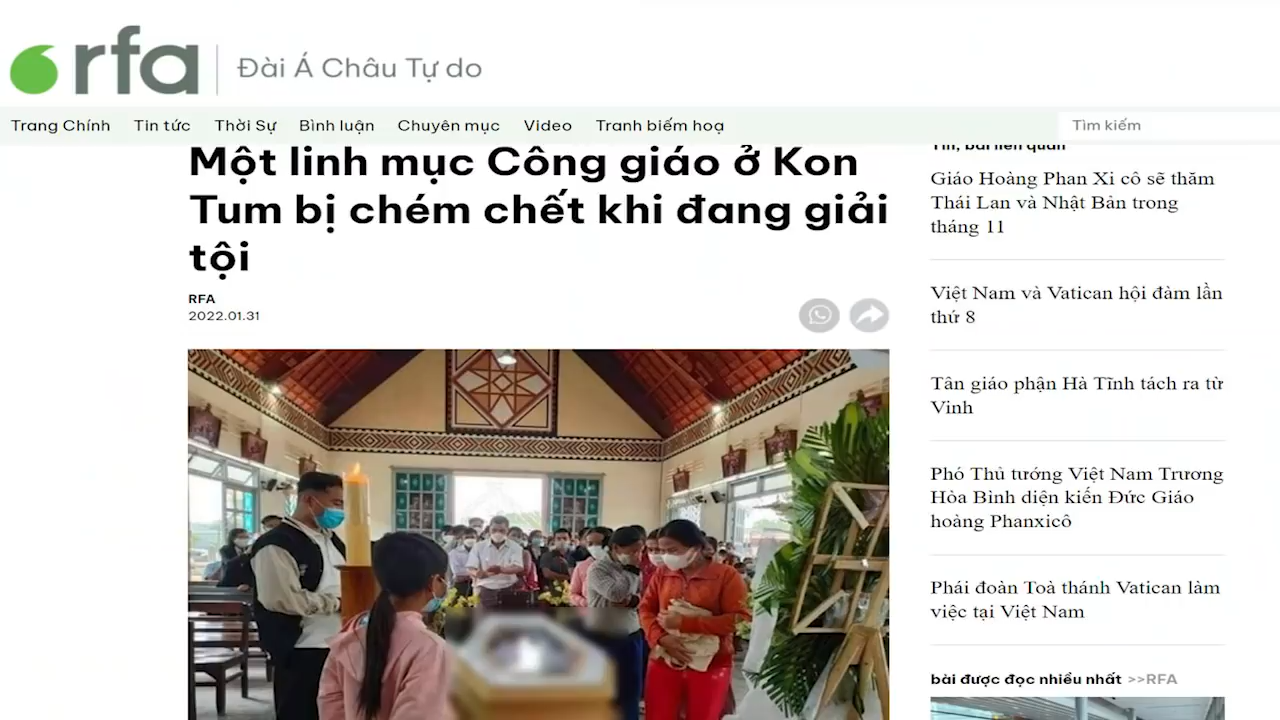 rfa
Đài Á Châu Tự do
Trang Chính
Tin tức
Thời Sự
Bình luận
Chuyên mục
Video
Tranh biếm hoạ
Tìm kiếm
Một linh mục Công giáo ở Kon
Tum bị chém chết khi đang giải
tội
RFA
2022.01.31
Tin, bài liên quan
Giáo Hoàng Phan Xi cô sẽ thăm
Thái Lan và Nhật Bản trong
tháng 11
Việt Nam và Vatican hội đàm lần
thứ 8
Tân giáo phận Hà Tĩnh tách ra từ
Vinh
Phó Thủ tướng Việt Nam Trương
Hòa Bình diện kiến Đức Giáo
hoàng Phanxicô
Phái đoàn Toà thánh Vatican làm
việc tại Việt Nam
bài được đọc nhiều nhất >>RFA